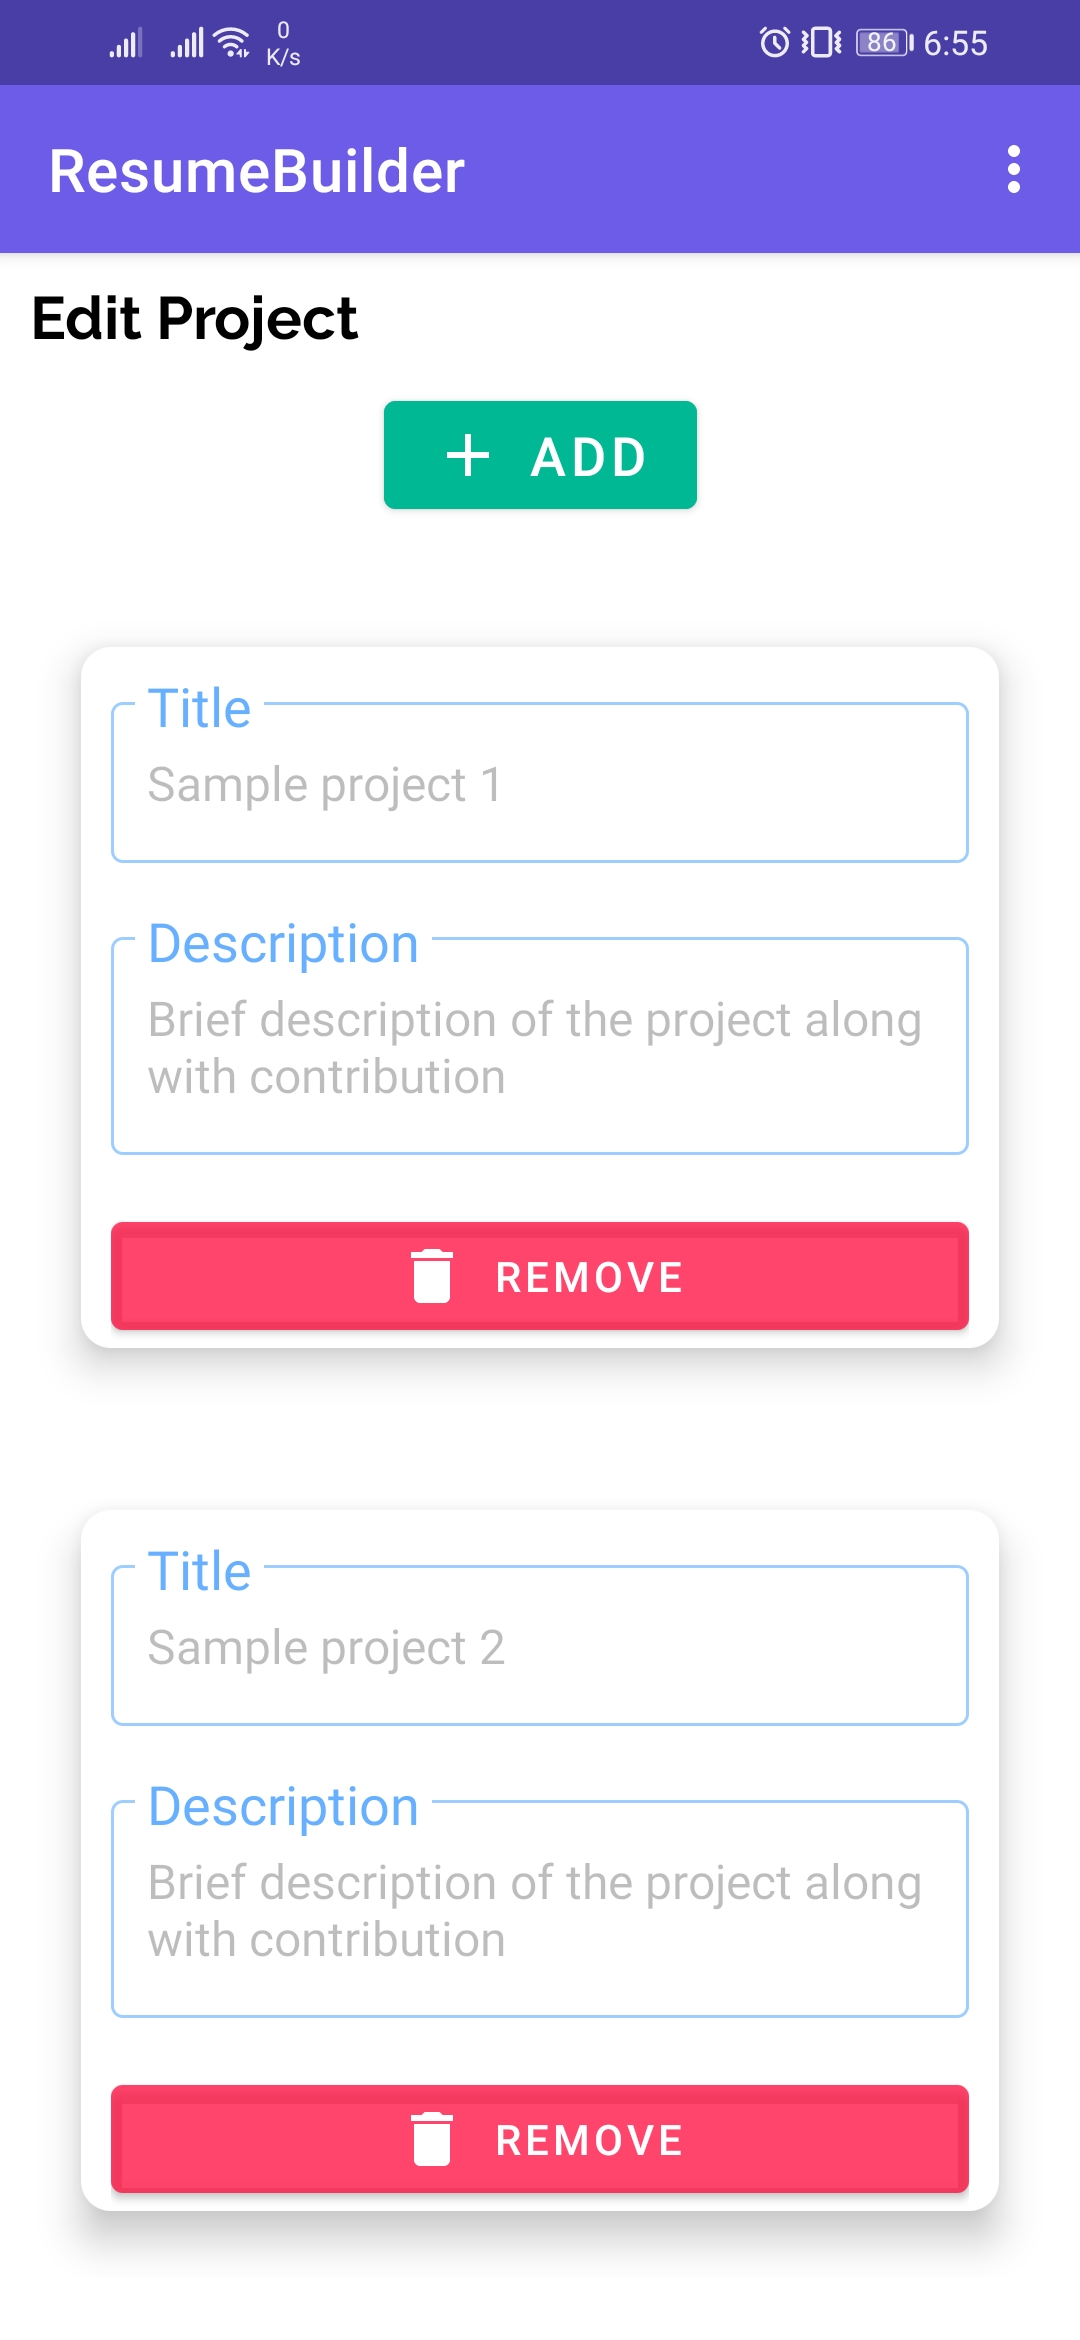 0
K/s
86
6:55
ResumeBuilder
Edit Project
ADD
Title
Sample project 1
Description
Brief description of the project along
with contribution
REMOVE
Title
Sample project 2
Description
Brief description of the project along
with contribution
REMOVE